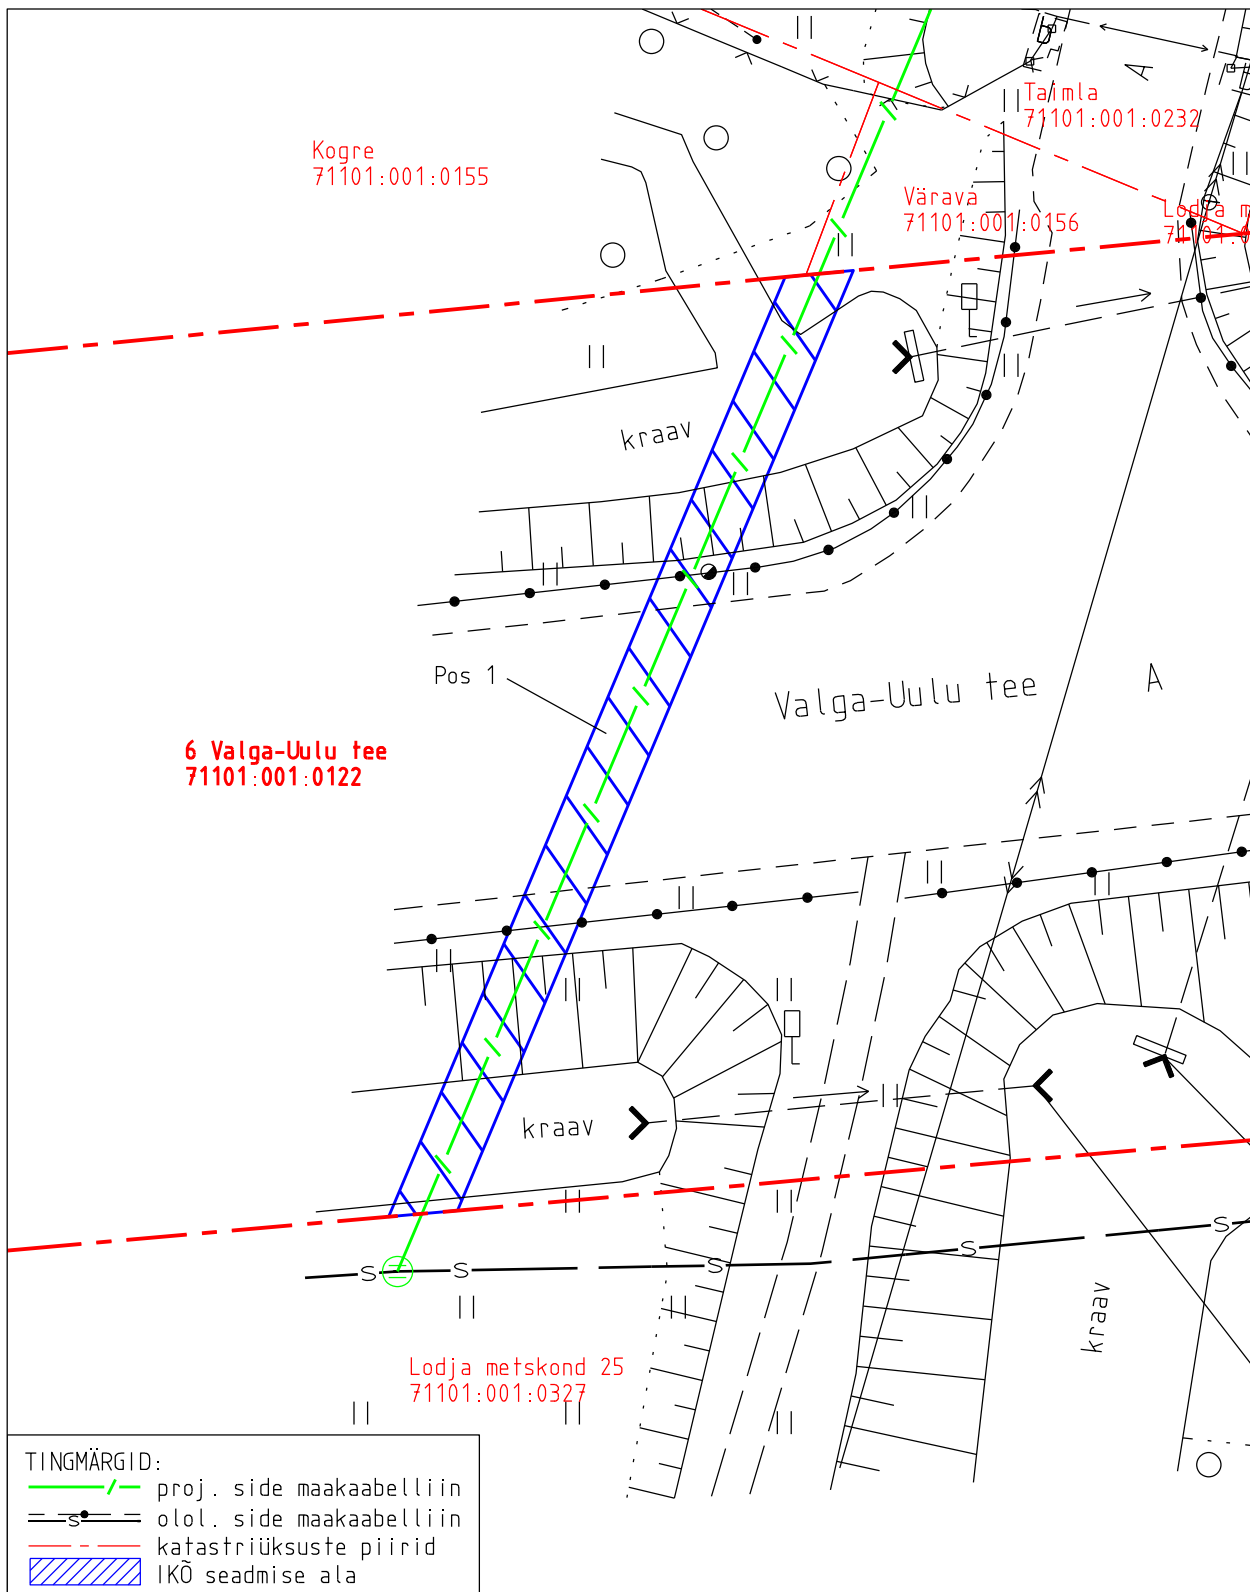 Taimla
71101:001:0232
A
Kogre
71101:001:0155
Värava
71101:001:0156
Lodja m
kraav
Pos 1
Valga-Uulu tee
A
6 Valga-Uulu tee
71101:001:0122
kraav
S
S
S
S
S
kraav
Lodja metskond 25
71101:001:0327
TINGMÄRGID:
proj. side maakaabelliin
S
olol. side maakaabelliin
katastriüksuste piirid
IKÕ seadmise ala